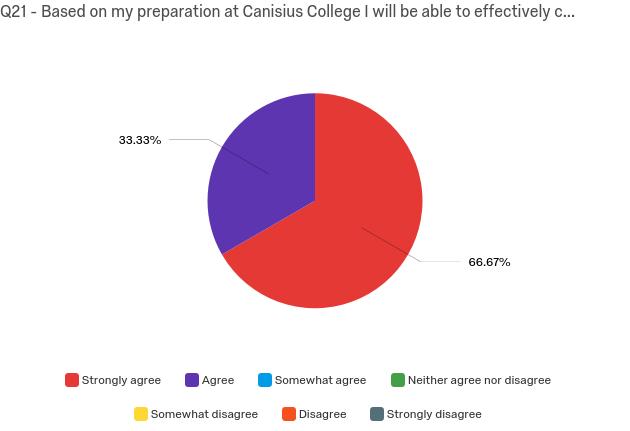 Q21 - Based on my preparation at Canisius College I will be able to effectively c...
33.33%
66.67%
Strongly agree Agree Somewhat agree Neither agree nor disagree
Somewhat disagree Disagree Strongly disagree